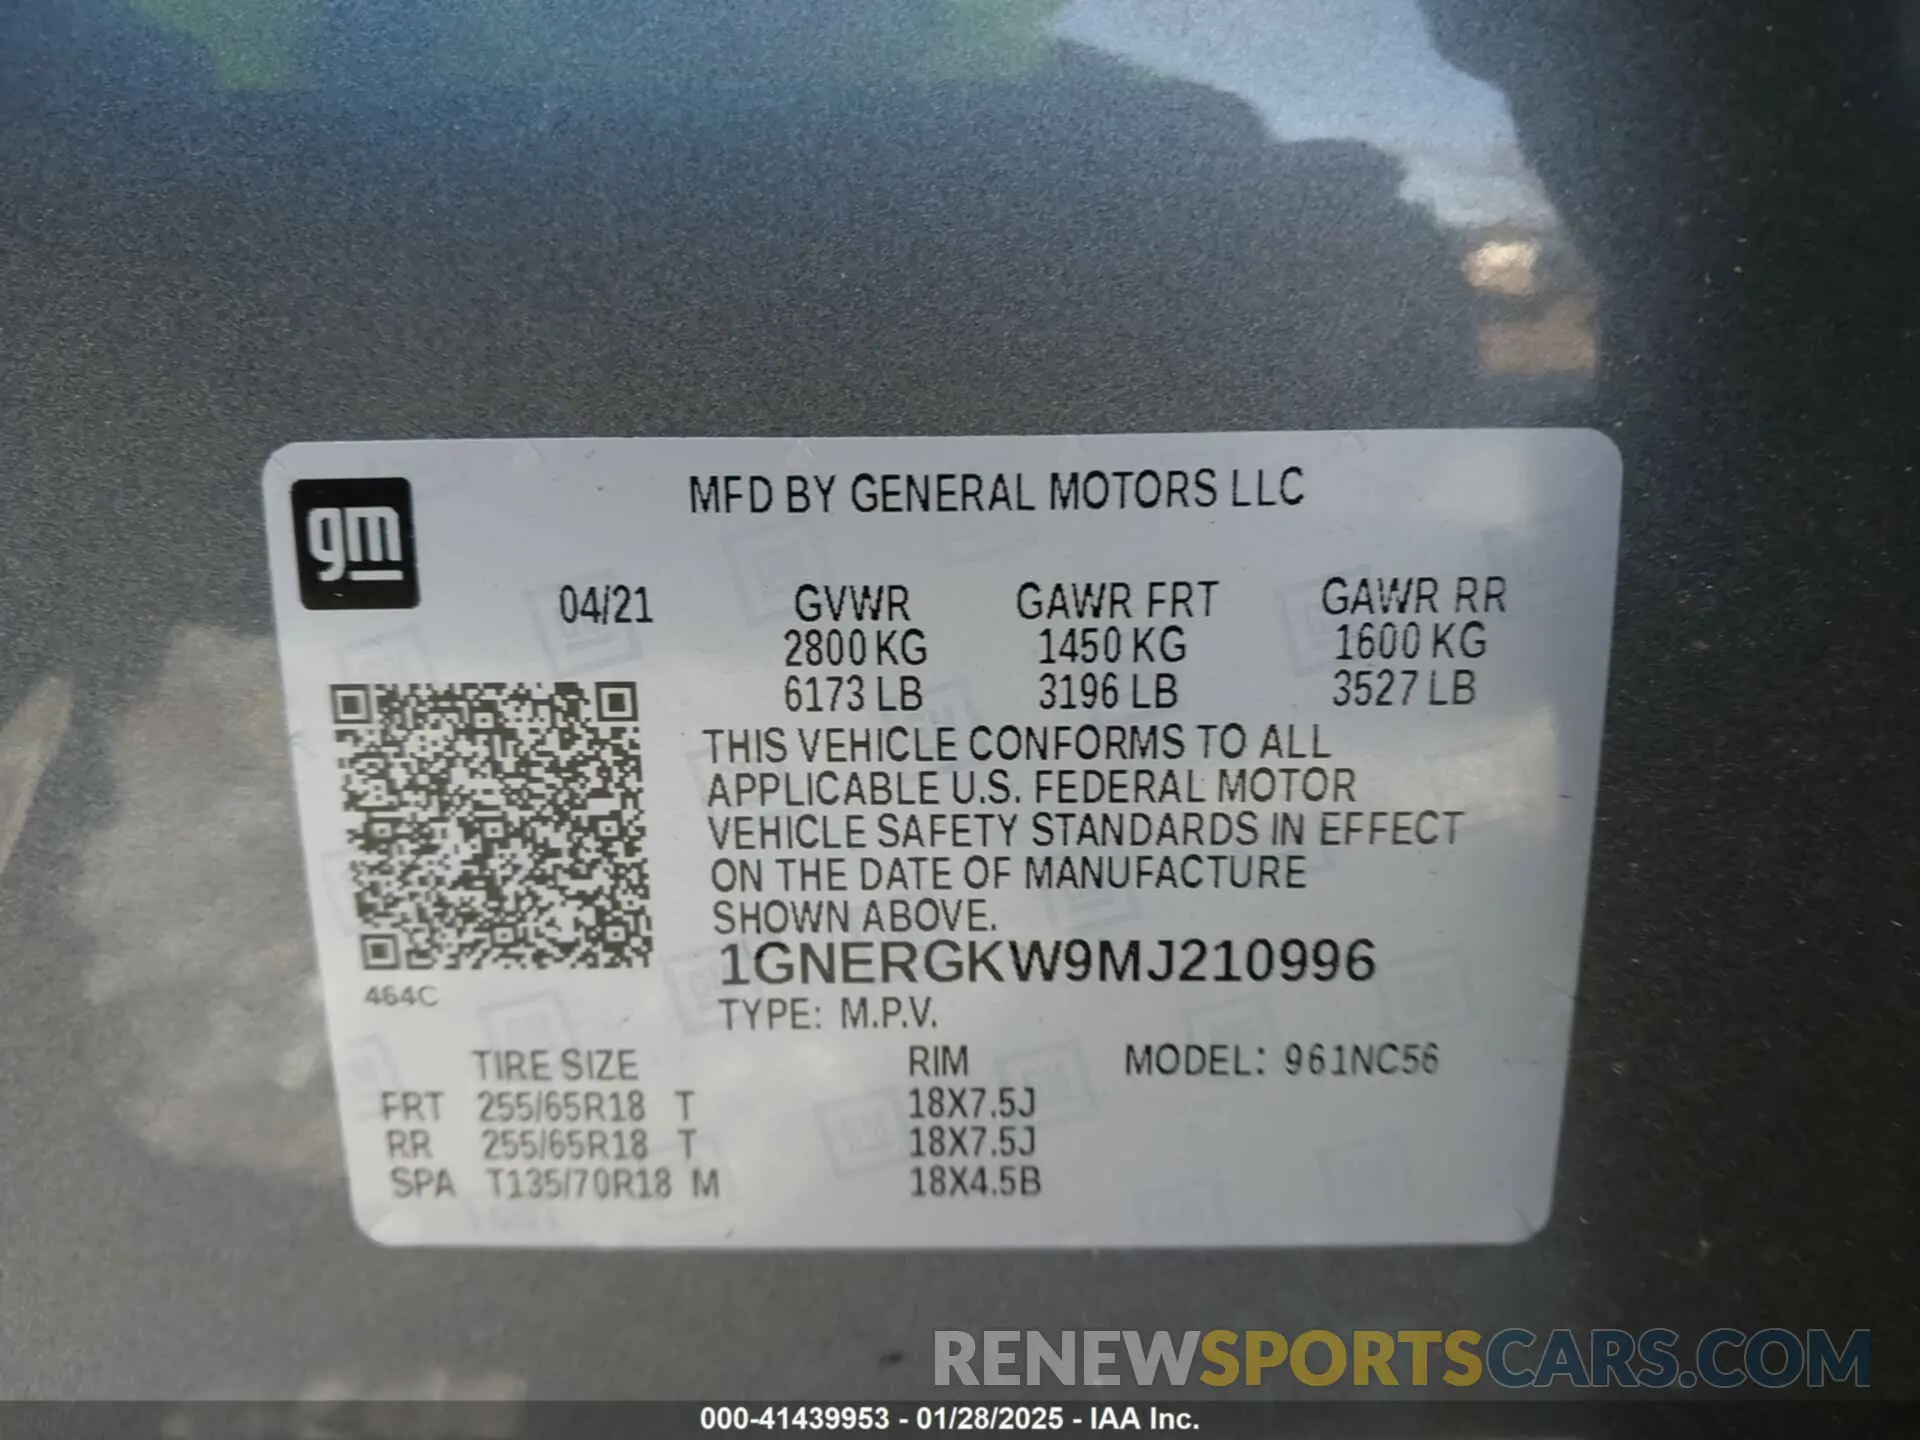 gm
MFD BY GENERAL MOTORS LLC
04/21 GVWR GAWR FRT GAWR RR
2800 KG 1450 KG 1600 KG
6173 LB 3196 LB 3527 LB
THIS VEHICLE CONFORMS TO ALL
APPLICABLE U.S. FEDERAL MOTOR
VEHICLE SAFETY STANDARDS IN EFFECT
ON THE DATE OF MANUFACTURE
SHOWN ABOVE.
1GNERGKW9MJ210996
464C
TYPE: M.P.V.
TIRE SIZE RIM MODEL: 961NC56
FRT 255/65R18 T 18X7.5J
RR 255/65R18 T 18X7.5J
SPA T135/70R18 M 18X4.5B
RENEWSPORTSCARS.COM
000-41439953 - 01/28/2025 - IAA Inc.